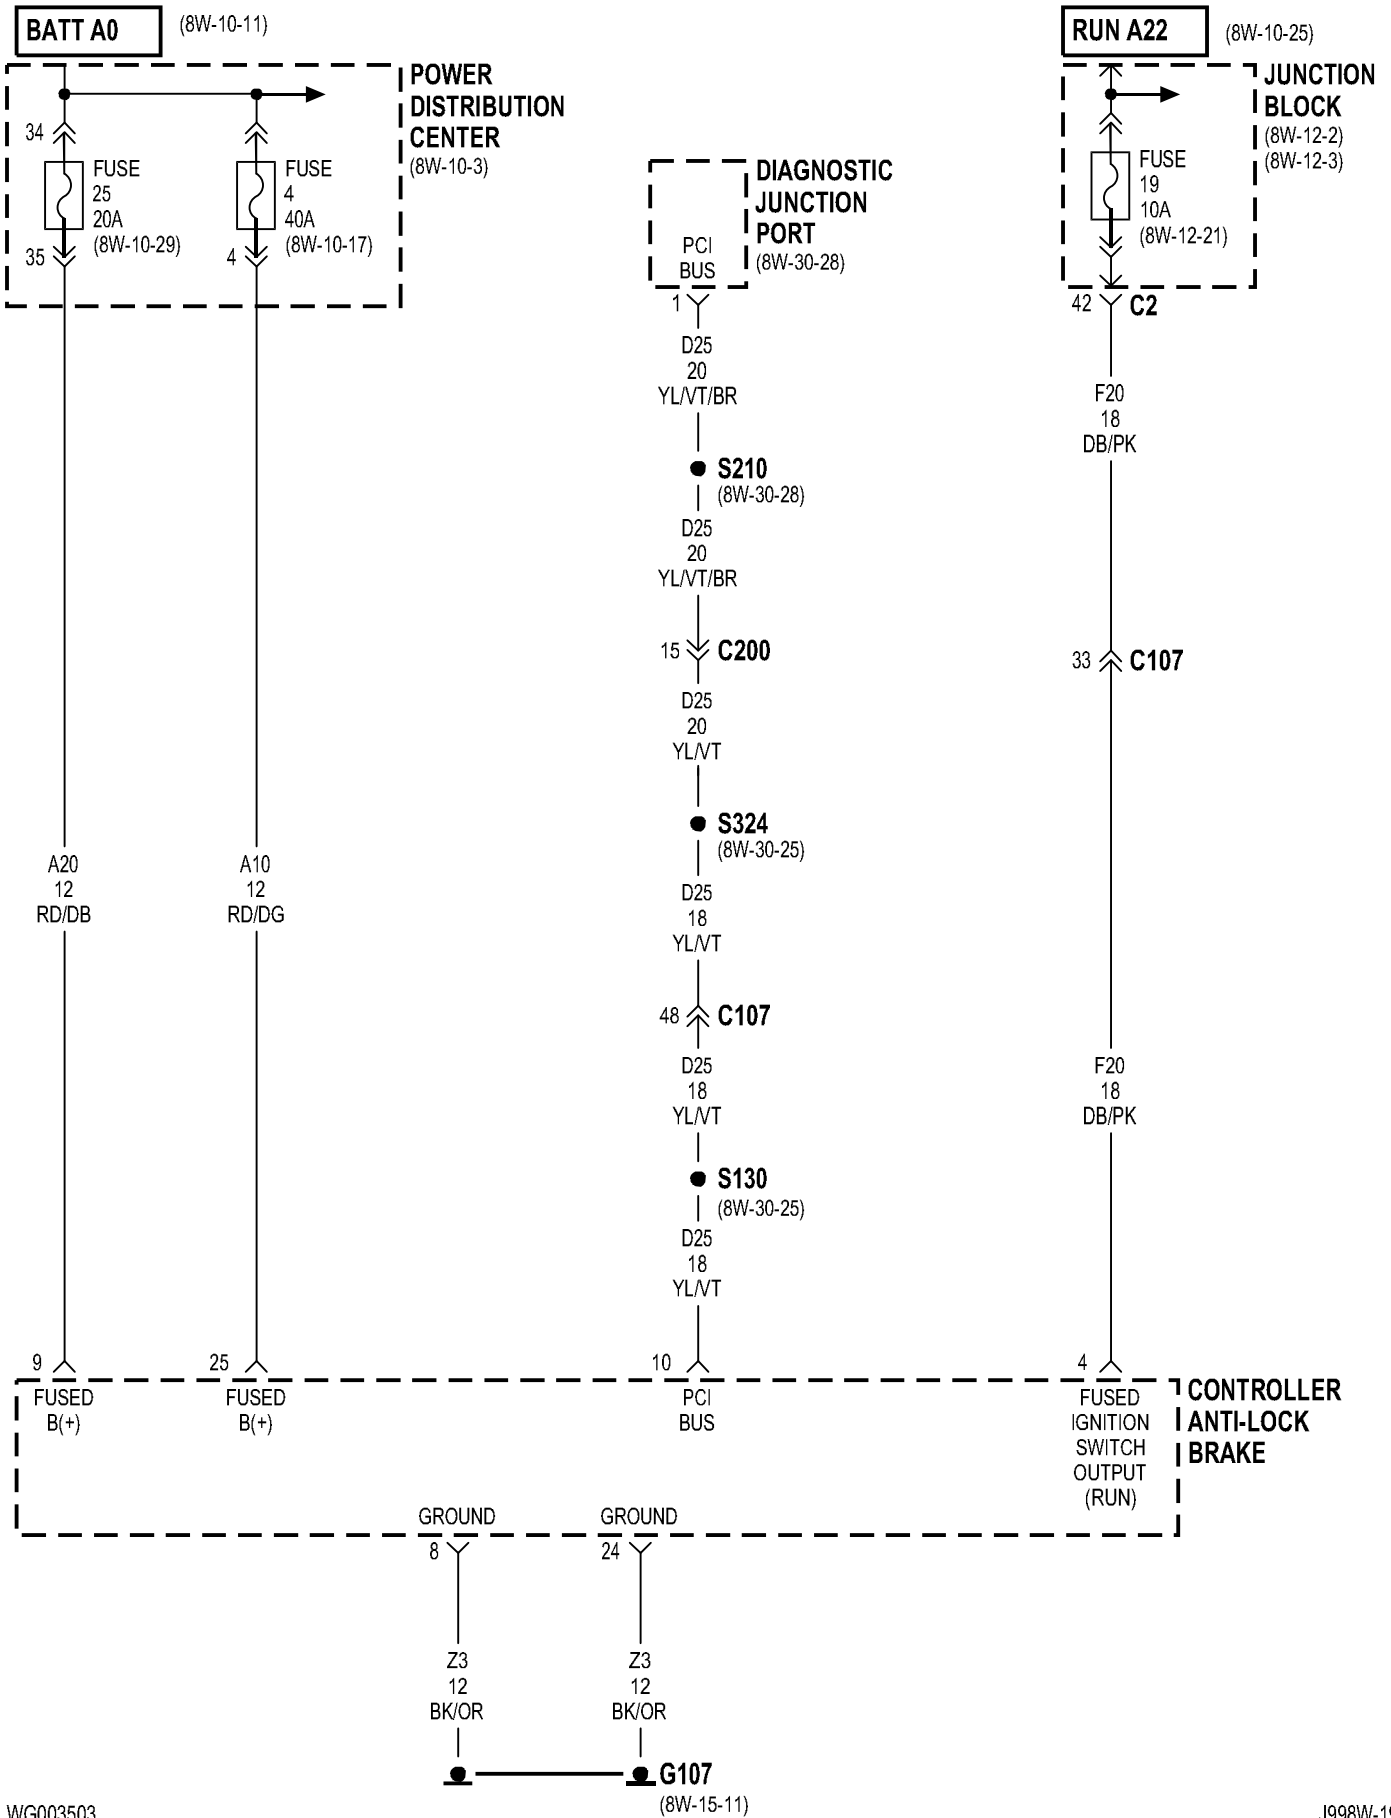 BATT A0
(8W-10-11)
RUN A22
(8W-10-25)
POWER
DISTRIBUTION
CENTER
(8W-10-3)
34
FUSE
25
20A
(8W-10-29)
35
FUSE
4
40A
(8W-10-17)
4
DIAGNOSTIC
JUNCTION
PORT
(8W-30-28)
PCI
BUS
1
JUNCTION
BLOCK
(8W-12-2)
(8W-12-3)
FUSE
19
10A
(8W-12-21)
42
C2
D25
20
YL/VT/BR
F20
18
DB/PK
S210
(8W-30-28)
D25
20
YL/VT/BR
15
C200
33
C107
D25
20
YL/VT
S324
(8W-30-25)
A20
12
RD/DB
A10
12
RD/DG
D25
18
YL/VT
48
C107
D25
18
YL/VT
F20
18
DB/PK
S130
(8W-30-25)
D25
18
YL/VT
9
25
10
4
FUSED
B(+)
FUSED
B(+)
PCI
BUS
FUSED
IGNITION
SWITCH
OUTPUT
(RUN)
CONTROLLER
ANTI-LOCK
BRAKE
GROUND
GROUND
8
24
Z3
12
BK/OR
Z3
12
BK/OR
G107
(8W-15-11)
WG003503